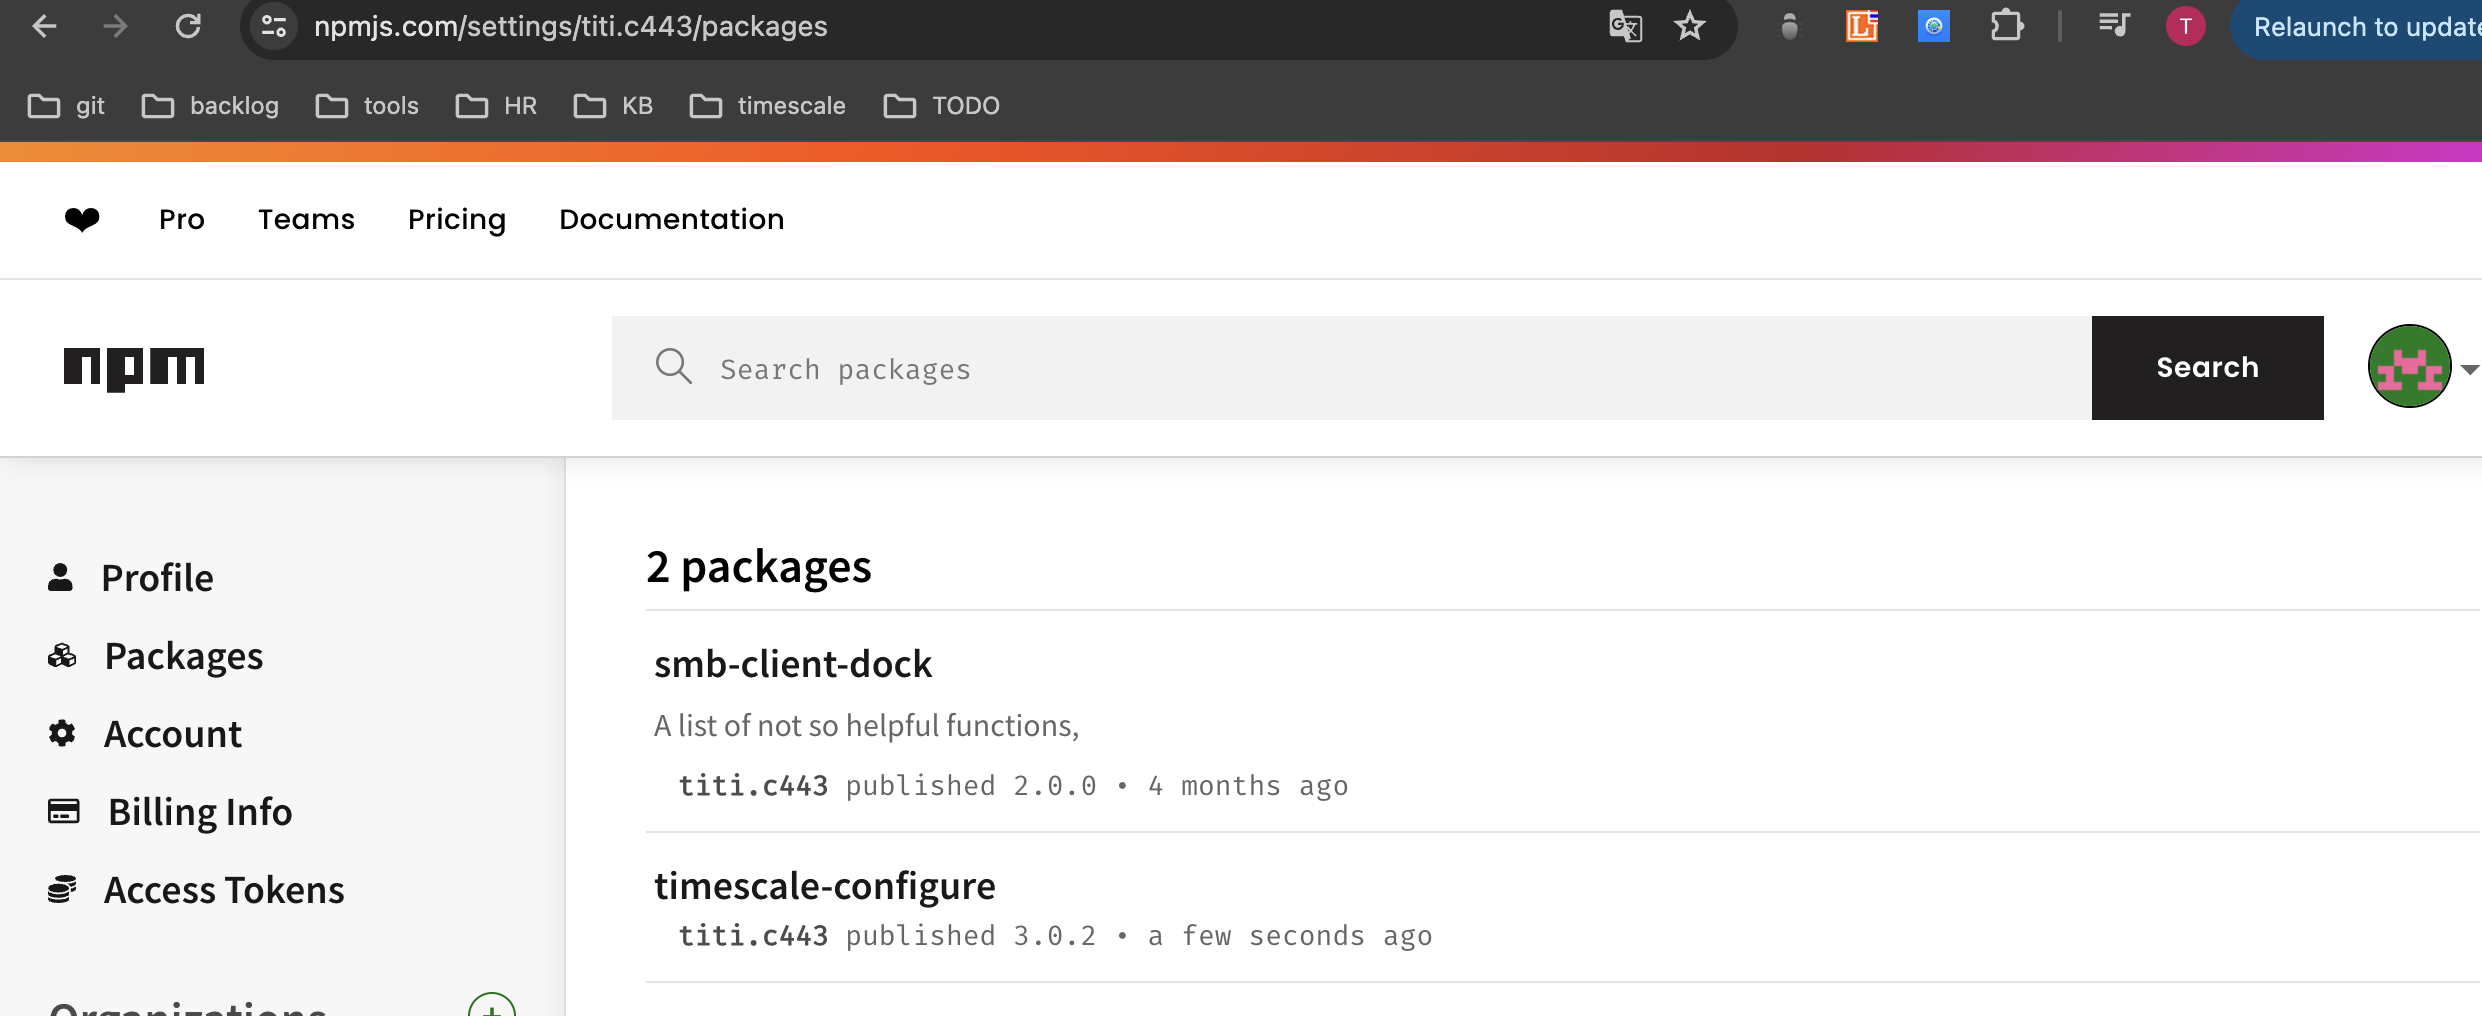 npmjs.com/settings/titi.c443/packages
T
Relaunch to update
git backlog tools HR KB timescale TODO
Pro Teams Pricing Documentation
npm
Search packages
Search
Profile
Packages
Account
Billing Info
Access Tokens
Organizations
2 packages
smb-client-dock
A list of not so helpful functions,
titi.c443 published 2.0.0 • 4 months ago
timescale-configure
titi.c443 published 3.0.2 • a few seconds ago